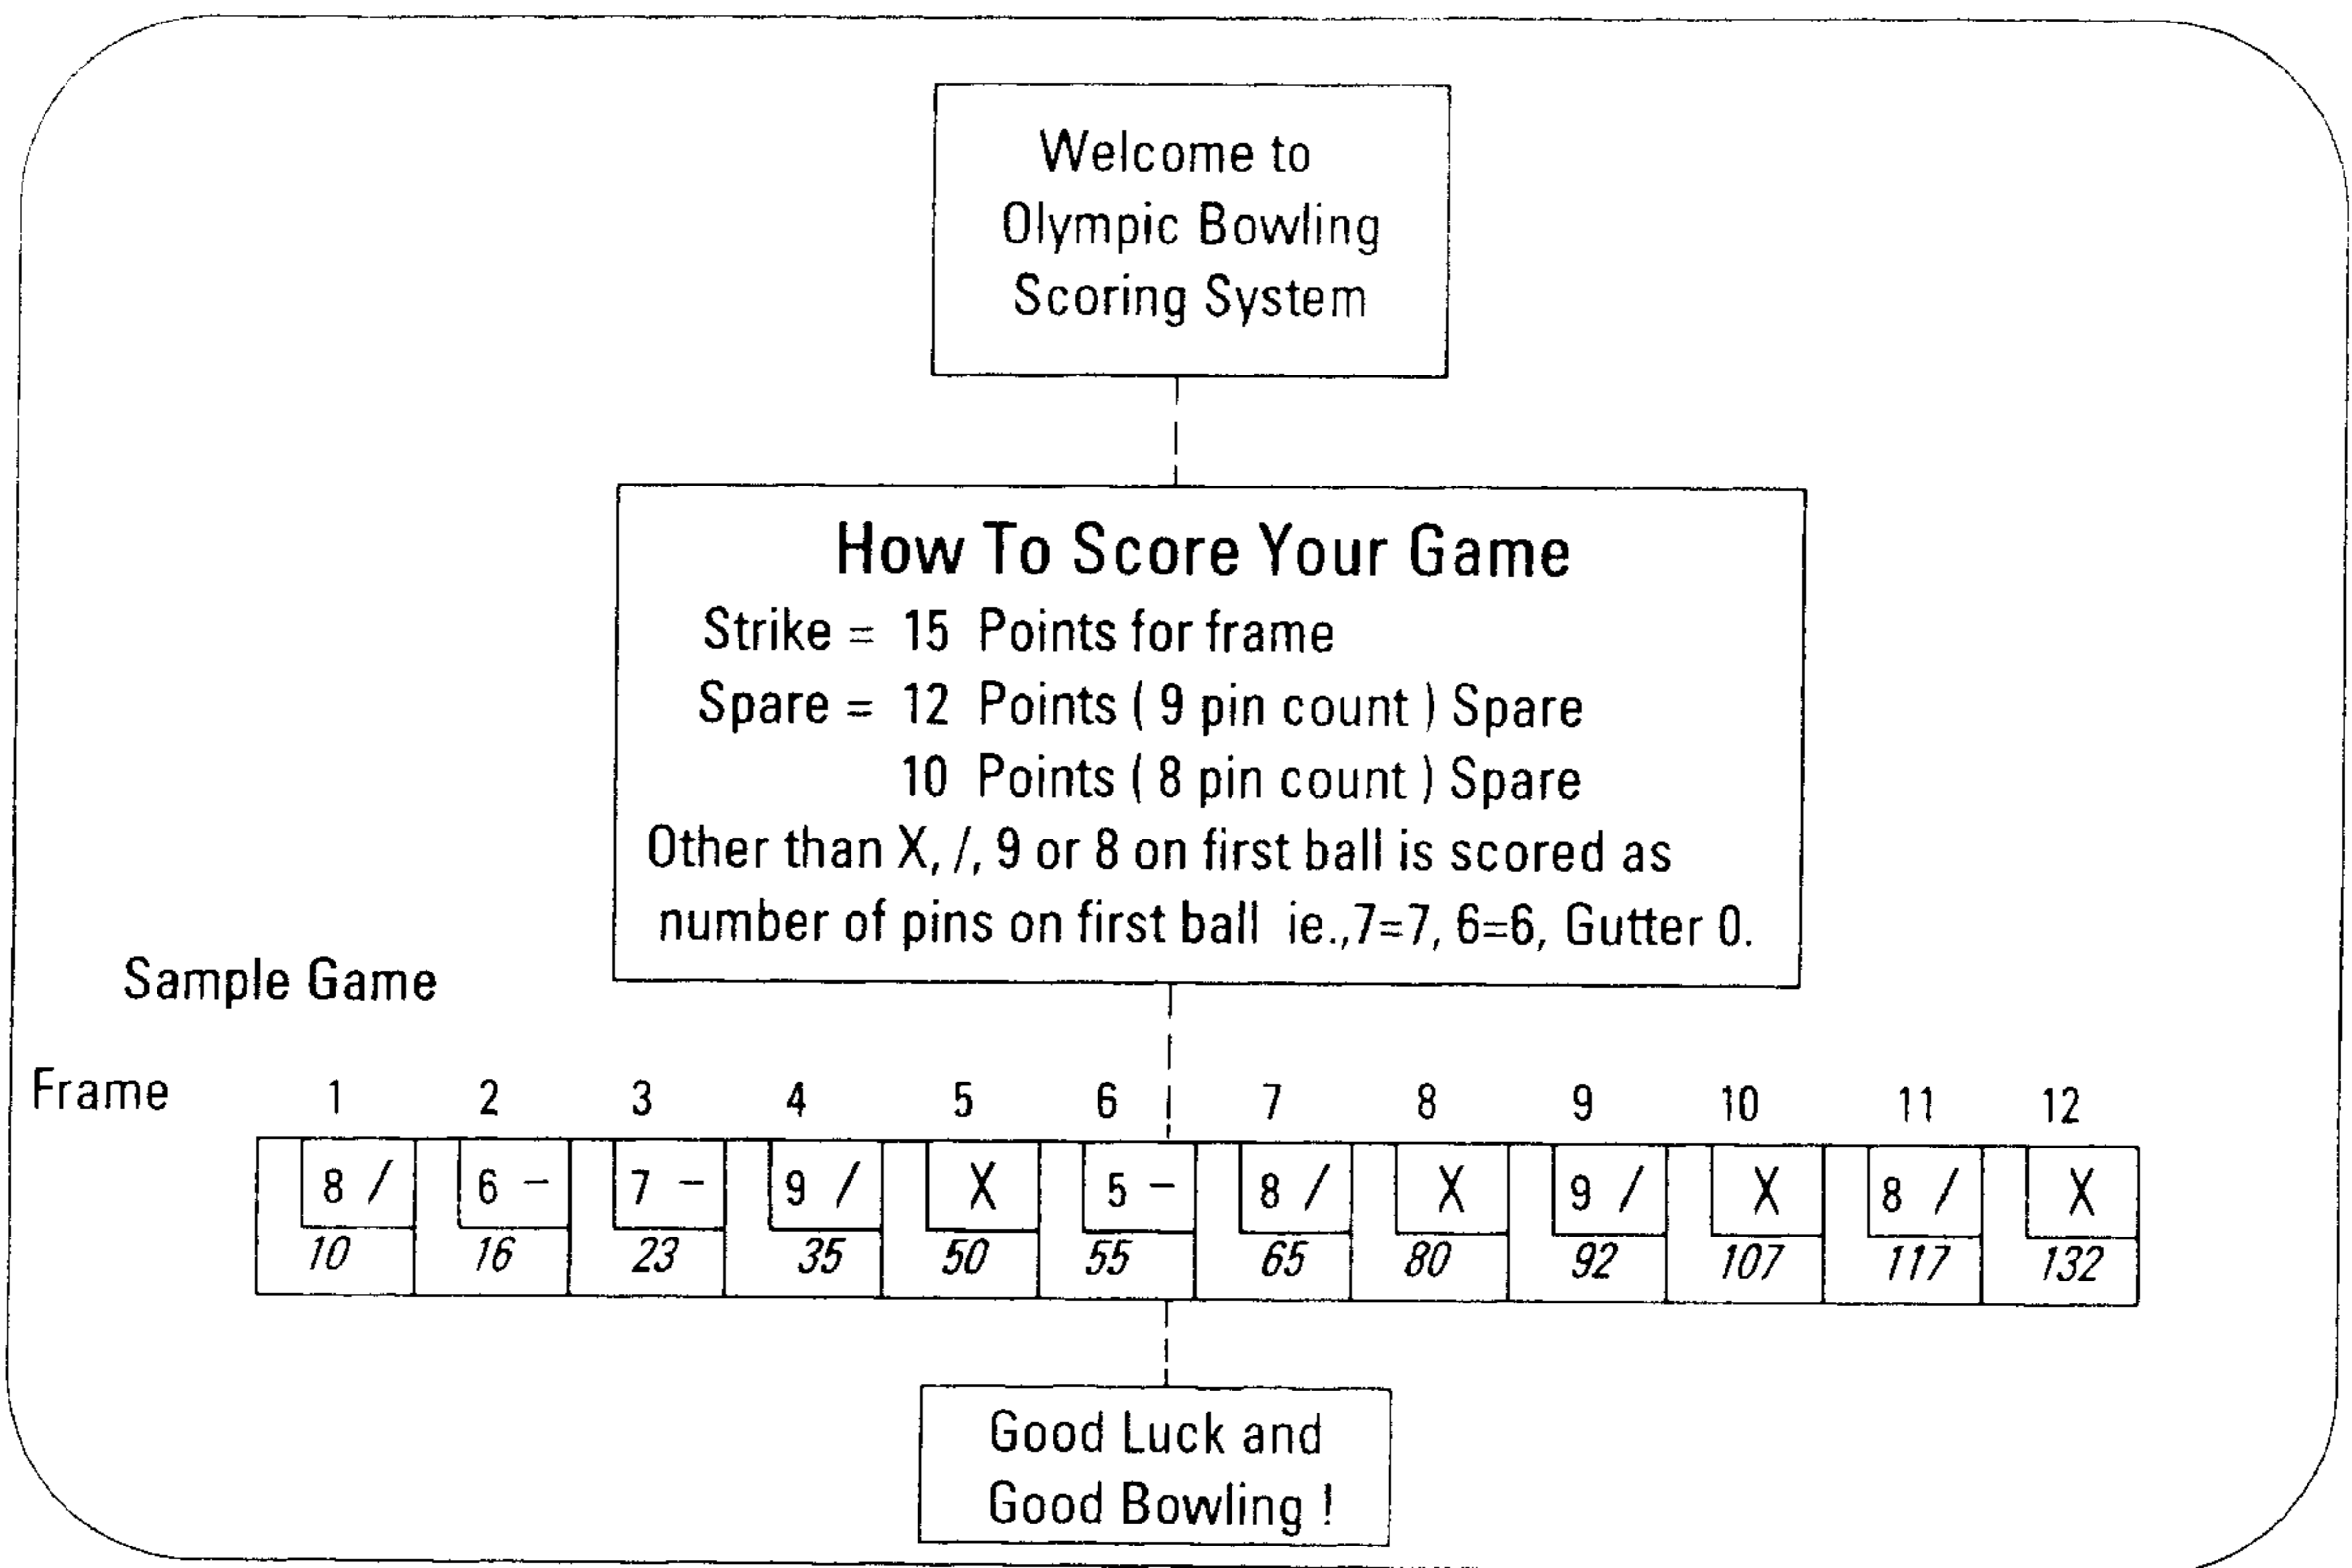 Welcome to
Olympic Bowling
Scoring System
How To Score Your Game
Strike = 15 Points for frame
Spare = 12 Points ( 9 pin count ) Spare
10 Points ( 8 pin count ) Spare
Other than X, /, 9 or 8 on first ball is scored as
number of pins on first ball ie.,7=7, 6=6, Gutter 0.
Sample Game
Frame 1 2 3 4 5 6 7 8 9 10 11 12
8 / 6 – 7 – 9 / X 5 – 8 / X 9 / X 8 / X
10 16 23 35 50 55 65 80 92 107 117 132
Good Luck and
Good Bowling !